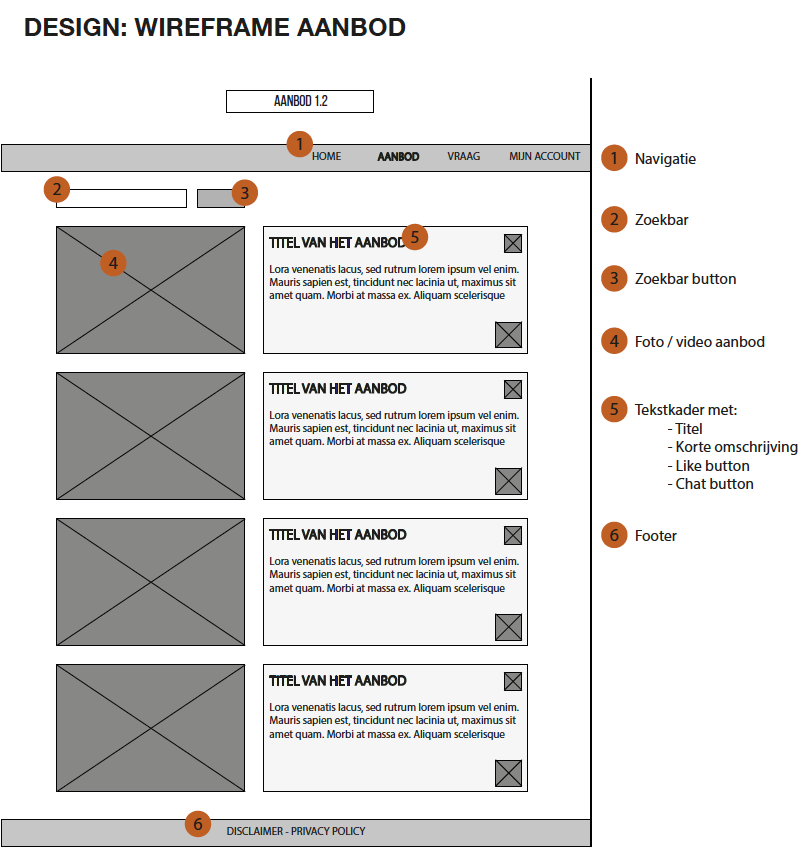 DESIGN: WIREFRAME AANBOD
AANBOD 1.2
1
HOME AANBOD VRAAG MIJN ACCOUNT
2
3
4
TITEL VAN HET AANBOD
5
Lora venenatis lacus, sed rutrum lorem ipsum vel enim.
Mauris sapien est, tincidunt nec lacinia ut, maximus sit
amet quam. Morbi at massa ex. Aliquam scelerisque
TITEL VAN HET AANBOD
Lora venenatis lacus, sed rutrum lorem ipsum vel enim.
Mauris sapien est, tincidunt nec lacinia ut, maximus sit
amet quam. Morbi at massa ex. Aliquam scelerisque
TITEL VAN HET AANBOD
Lora venenatis lacus, sed rutrum lorem ipsum vel enim.
Mauris sapien est, tincidunt nec lacinia ut, maximus sit
amet quam. Morbi at massa ex. Aliquam scelerisque
TITEL VAN HET AANBOD
Lora venenatis lacus, sed rutrum lorem ipsum vel enim.
Mauris sapien est, tincidunt nec lacinia ut, maximus sit
amet quam. Morbi at massa ex. Aliquam scelerisque
6
DISCLAIMER - PRIVACY POLICY
1 Navigatie
2 Zoekbar
3 Zoekbar button
4 Foto / video aanbod
5 Tekstkader met:
- Titel
- Korte omschrijving
- Like button
- Chat button
6 Footer